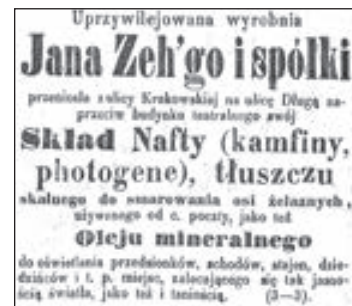 Uprzywilejowana wyrobnia
Jana Zeh'go i spółki
przeniosła z ulicy Krakowskiej na ulicę Długą na-
przeciw budynku teatralnego swój
Skład Nafty (kamfiny,
photogene), tłuszczu
skalnego do smarowania osi żelaznych,
używanego od c. poczty, jako też
Oleju mineralnego
do oświetlania przedsionków, schodów, stajen, dzie-
dzińców i t. p. miejsc, zalecającego się tak jasno-
ścią światła, jako też i taniością. (3—3)